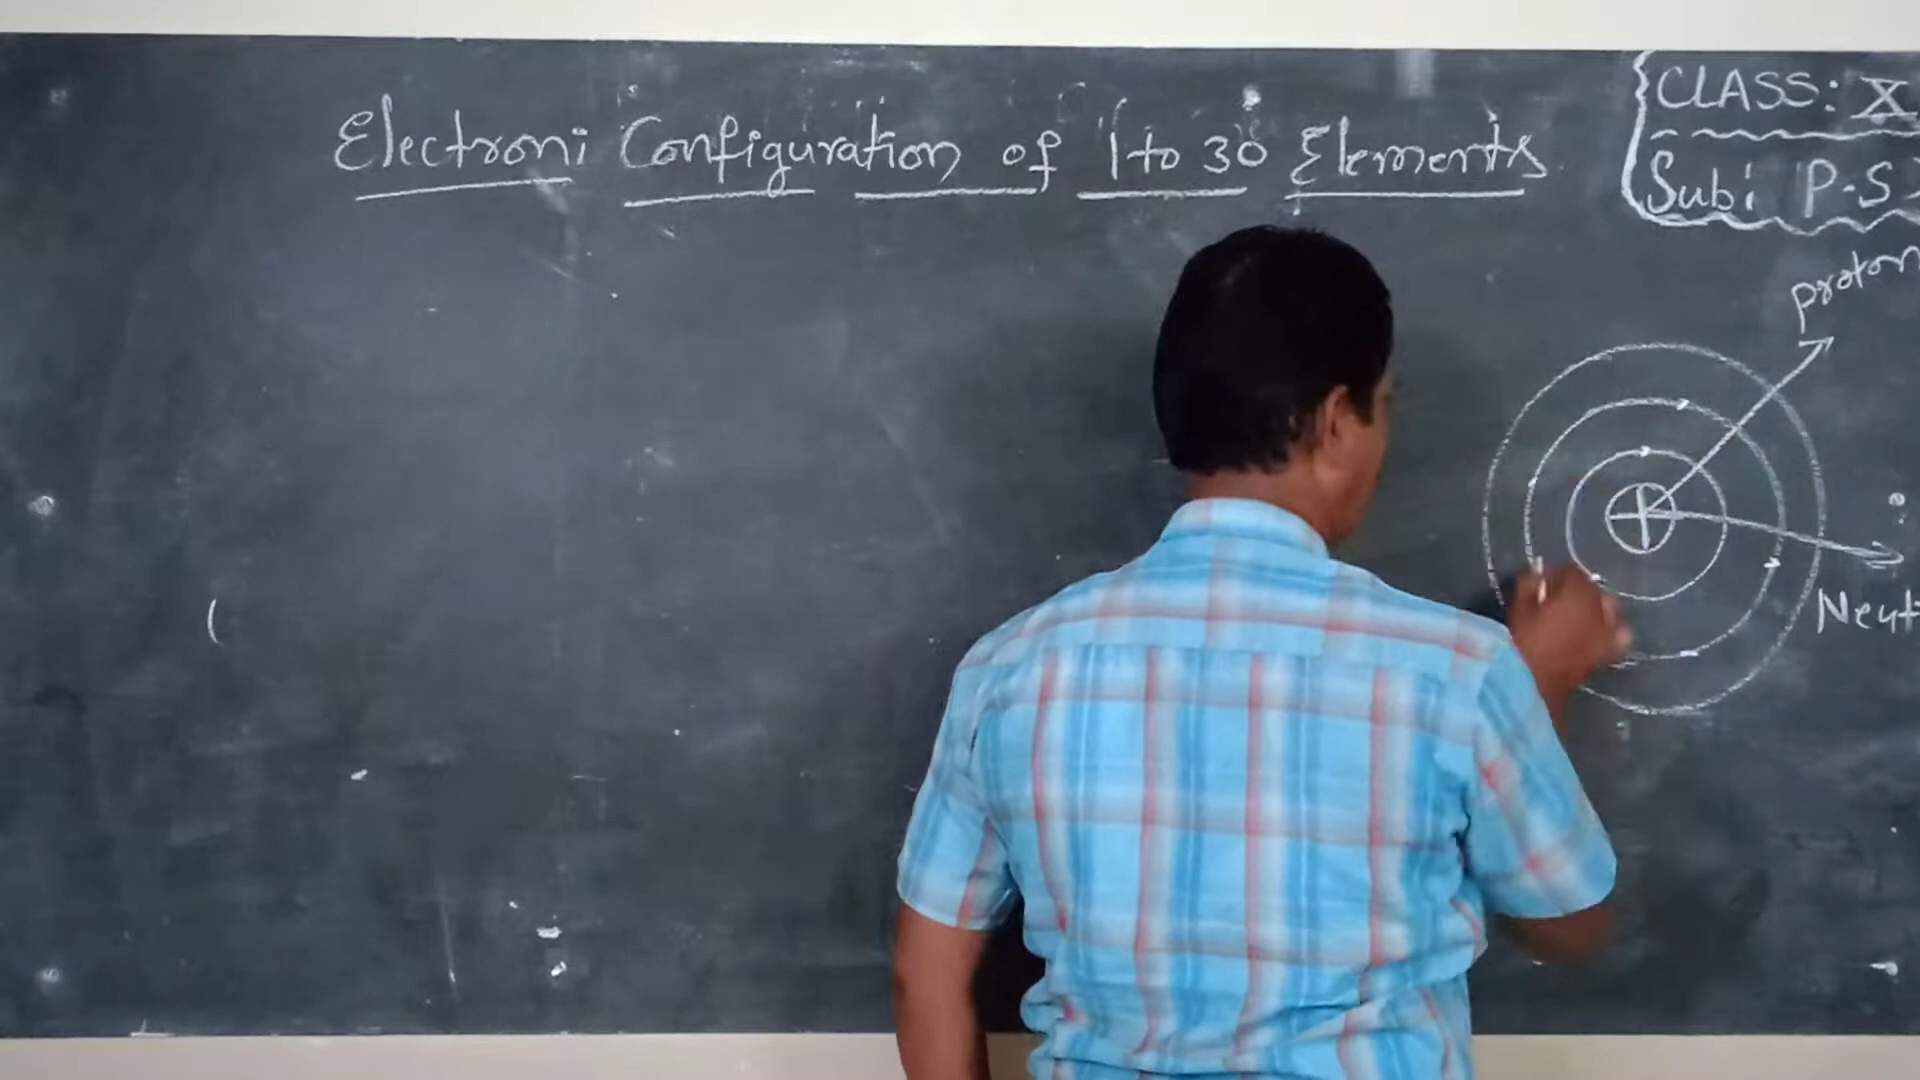 Electroni Configuration of 1 to 30 Elements
CLASS: X
Sub: P-S
proton
Neut